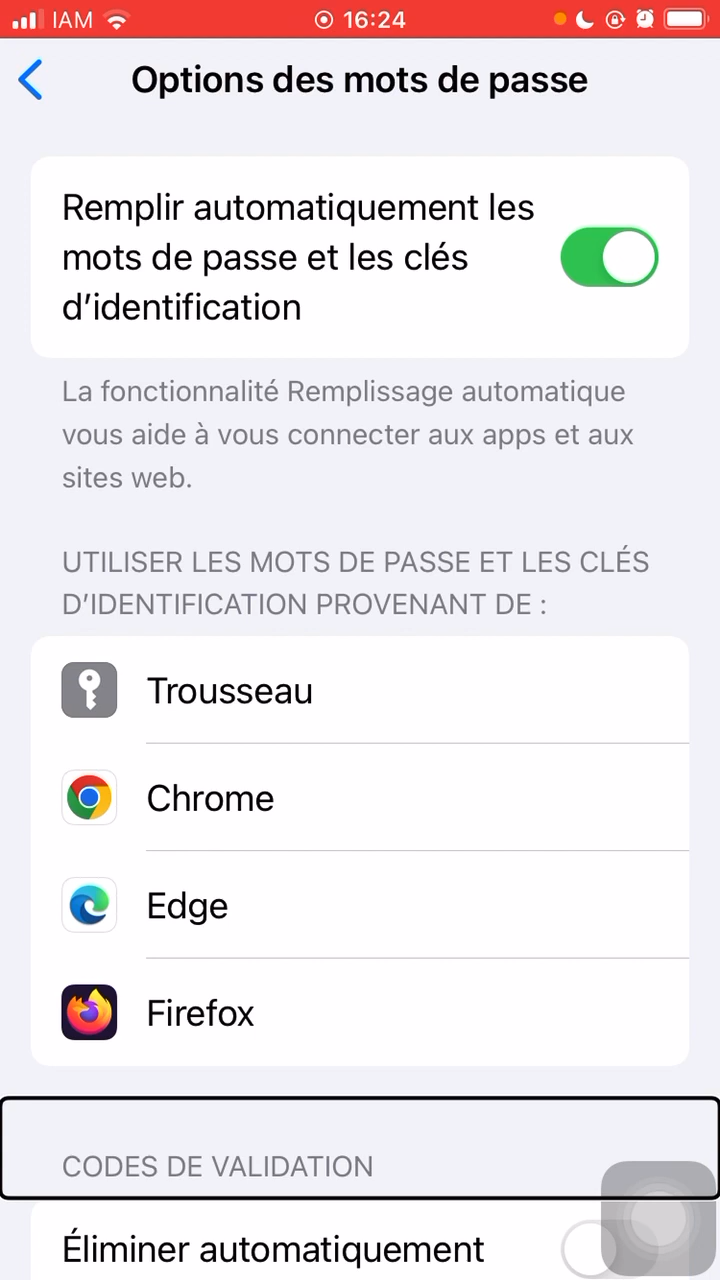 IAM 16:24
Options des mots de passe
Remplir automatiquement les
mots de passe et les clés
d’identification
La fonctionnalité Remplissage automatique
vous aide à vous connecter aux apps et aux
sites web.
UTILISER LES MOTS DE PASSE ET LES CLÉS
D’IDENTIFICATION PROVENANT DE :
Trousseau
Chrome
Edge
Firefox
CODES DE VALIDATION
Éliminer automatiquement